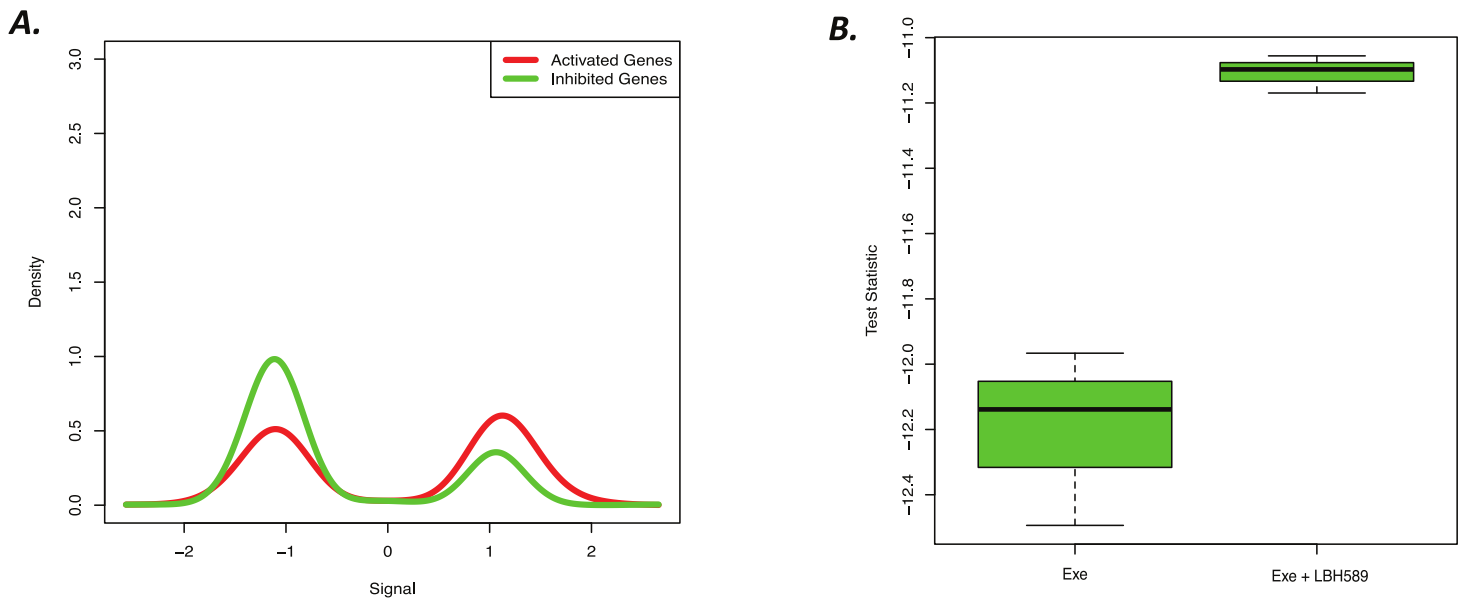 A.
3.0
2.5
2.0
1.5
1.0
0.5
0.0
Density
Activated Genes
Inhibited Genes
−2
−1
0
1
2
Signal
B.
−11.0
−11.2
−11.4
−11.6
−11.8
−12.0
−12.2
−12.4
Test Statistic
Exe
Exe + LBH589